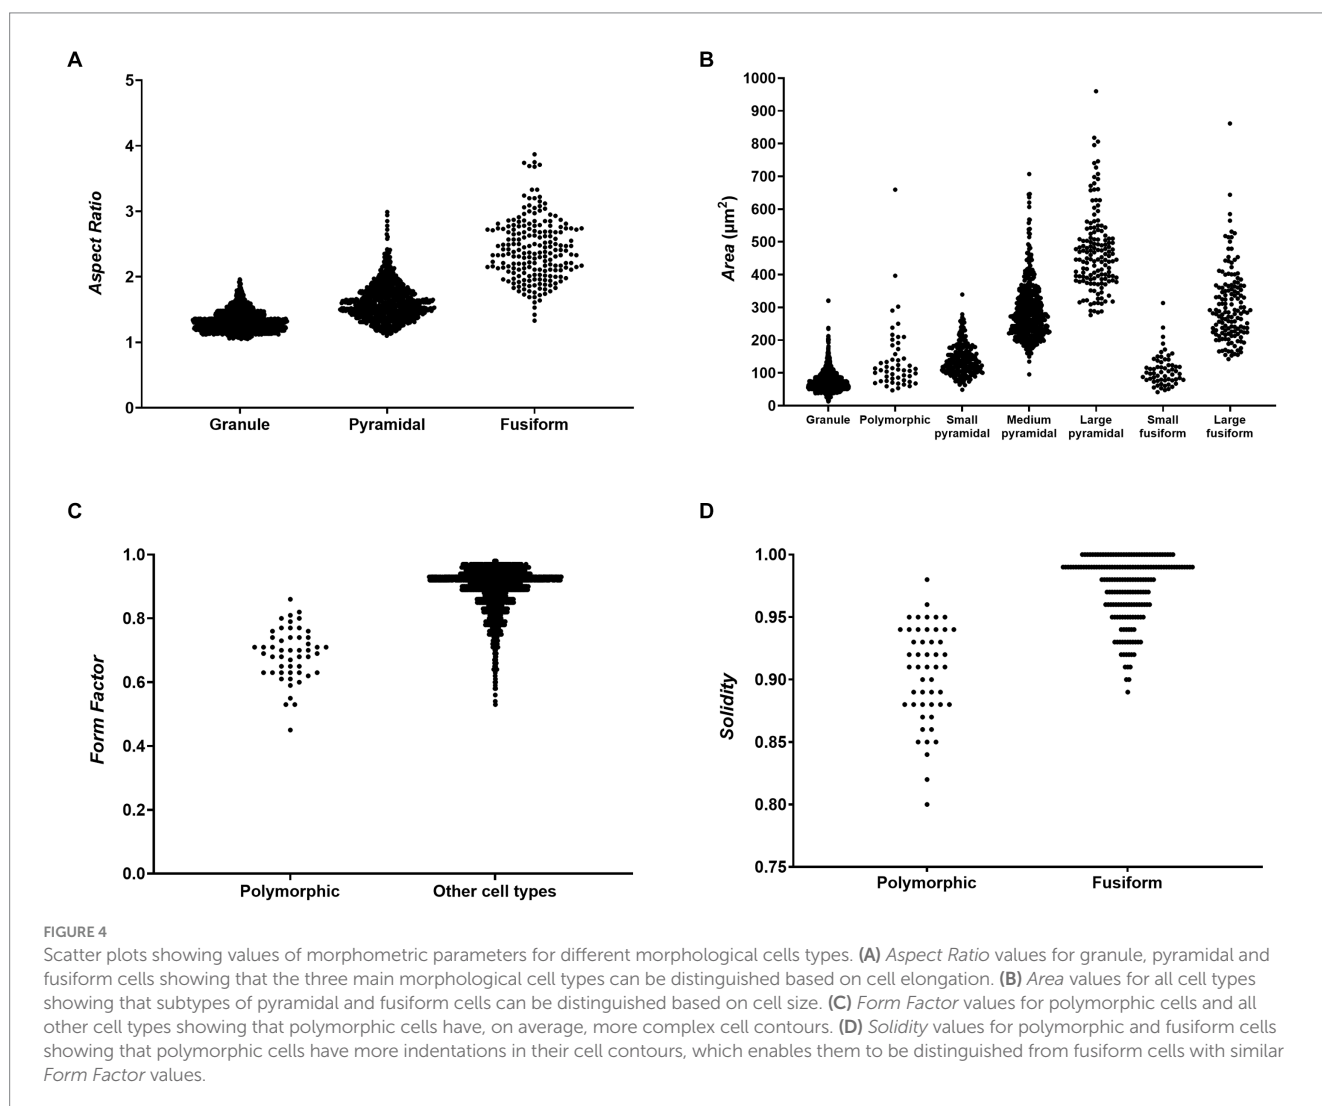 A
5
4
3
2
1
0
Aspect Ratio
Granule
Pyramidal
Fusiform
B
1000
900
800
700
600
500
400
300
200
100
0
Area (µm²)
Granule
Polymorphic
Small
pyramidal
Medium
pyramidal
Large
pyramidal
Small
fusiform
Large
fusiform
C
1.0
0.8
0.6
0.4
0.2
0.0
Form Factor
Polymorphic
Other cell types
D
1.00
0.95
0.90
0.85
0.80
0.75
Solidity
Polymorphic
Fusiform
FIGURE 4
Scatter plots showing values of morphometric parameters for different morphological cells types. (A) Aspect Ratio values for granule, pyramidal and
fusiform cells showing that the three main morphological cell types can be distinguished based on cell elongation. (B) Area values for all cell types
showing that subtypes of pyramidal and fusiform cells can be distinguished based on cell size. (C) Form Factor values for polymorphic cells and all
other cell types showing that polymorphic cells have, on average, more complex cell contours. (D) Solidity values for polymorphic and fusiform cells
showing that polymorphic cells have more indentations in their cell contours, which enables them to be distinguished from fusiform cells with similar
Form Factor values.